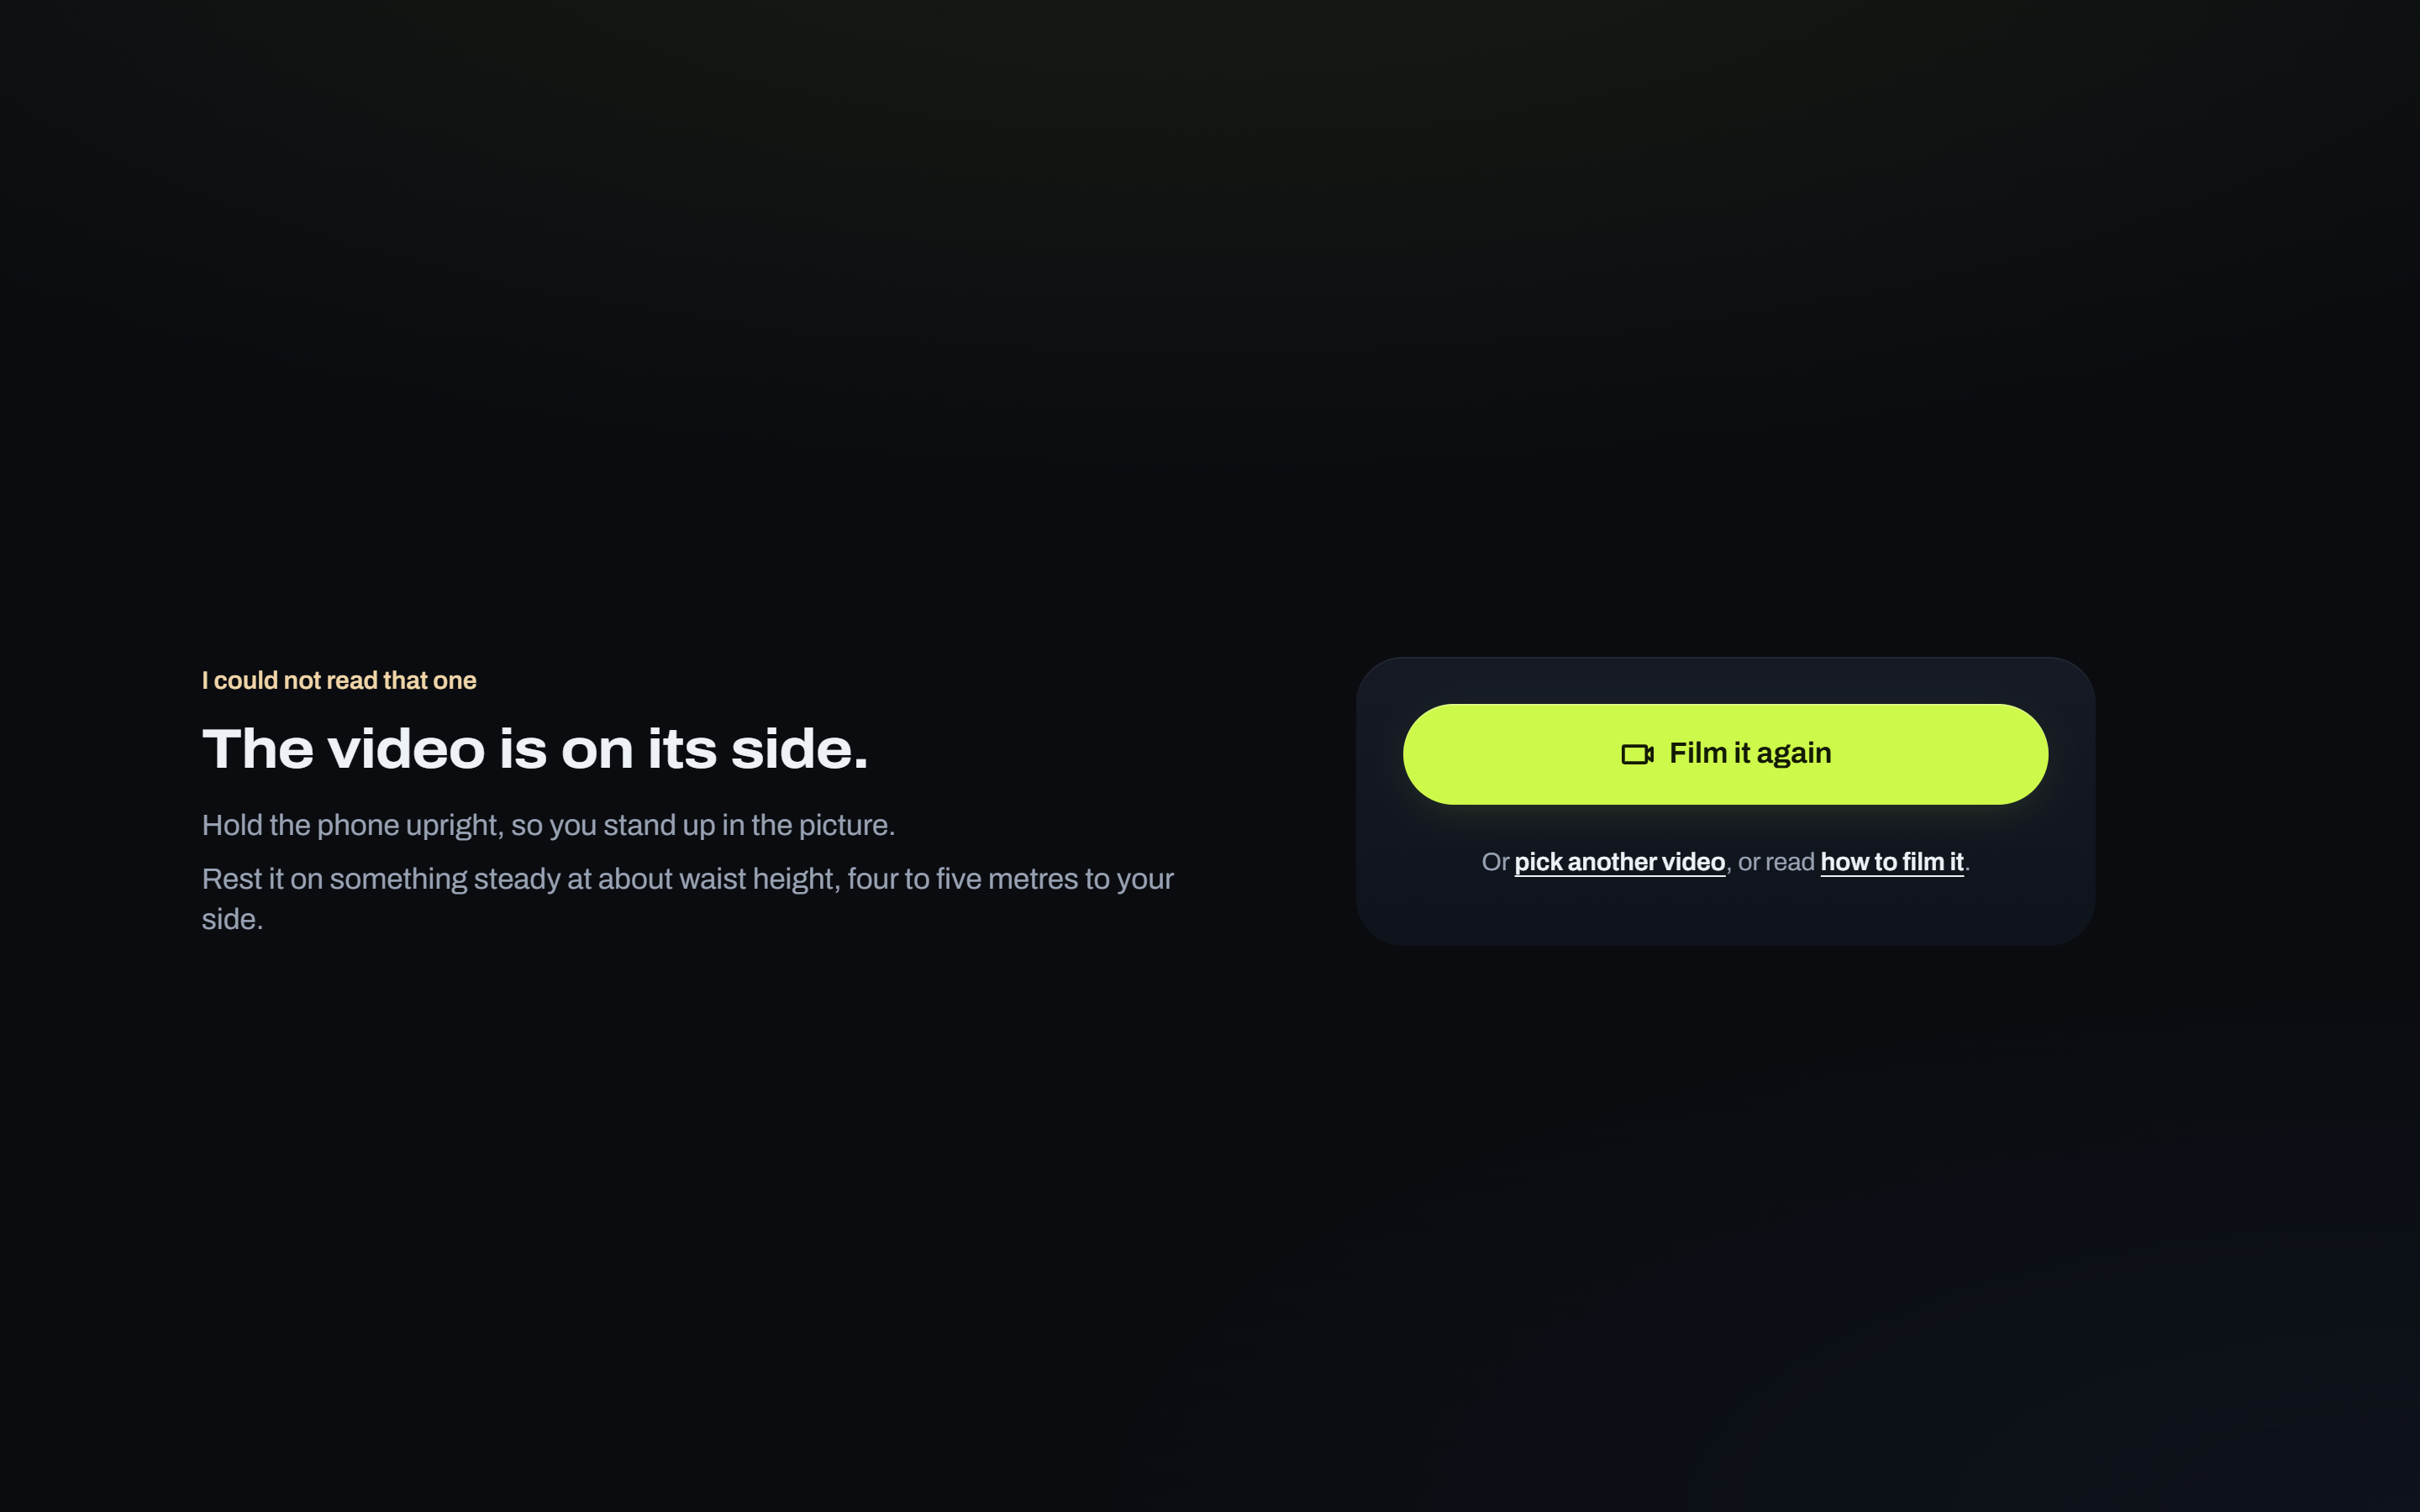 I could not read that one
The video is on its side.
Hold the phone upright, so you stand up in the picture.
Rest it on something steady at about waist height, four to five metres to your
side.
Film it again
Or pick another video, or read how to film it.